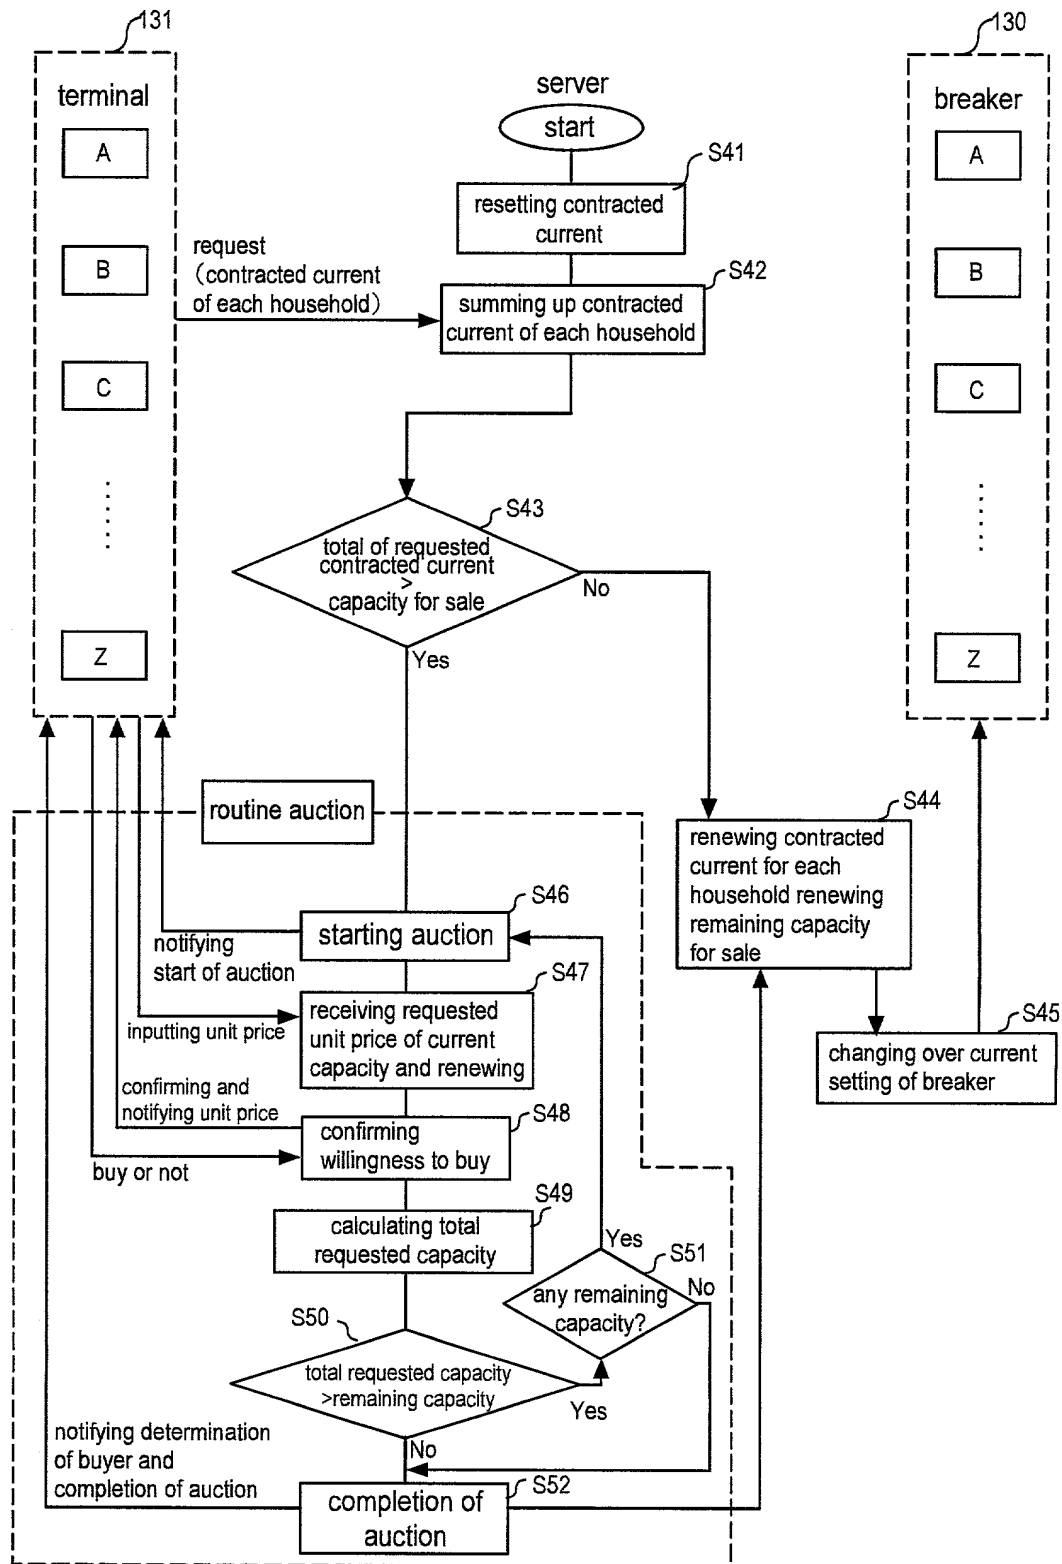 131
terminal
A
B
C
Z
130
breaker
A
B
C
Z
server
start
S41
resetting contracted
current
request
(contracted current
of each household)
S42
summing up contracted
current of each household
S43
total of requested
contracted current
>
capacity for sale
No
Yes
routine auction
S44
renewing contracted
current for each
household renewing
remaining capacity
for sale
S45
changing over current
setting of breaker
S46
starting auction
notifying
start of auction
S47
receiving requested
unit price of current
capacity and renewing
inputting unit price
confirming and
notifying unit price
S48
confirming
willingness to buy
buy or not
S49
calculating total
requested capacity
Yes
S51
any remaining
capacity?
No
S50
total requested capacity
>remaining capacity
Yes
No
notifying determination
of buyer and
completion of auction
S52
completion of
auction